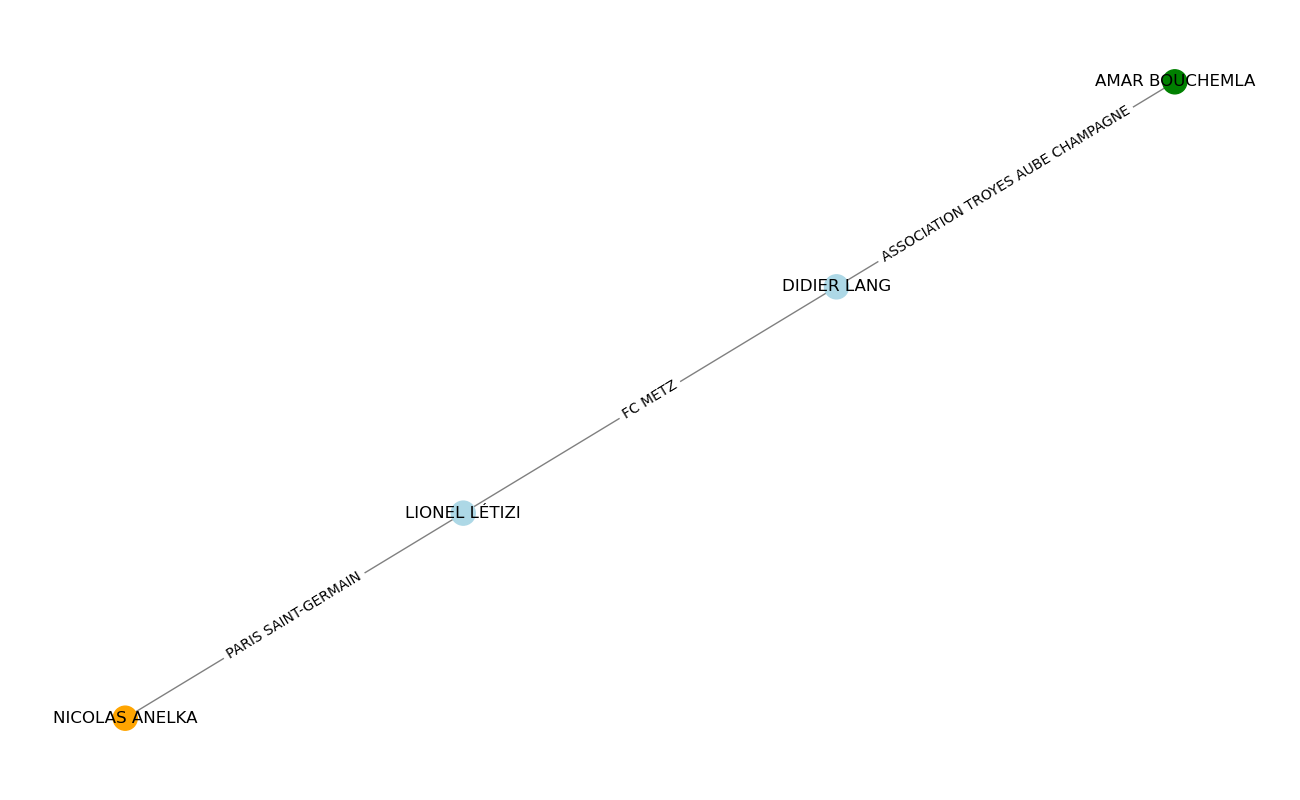 AMAR BOUCHEMLA
ASSOCIATION TROYES AUBE CHAMPAGNE
DIDIER LANG
FC METZ
LIONEL LÉTIZI
PARIS SAINT-GERMAIN
NICOLAS ANELKA